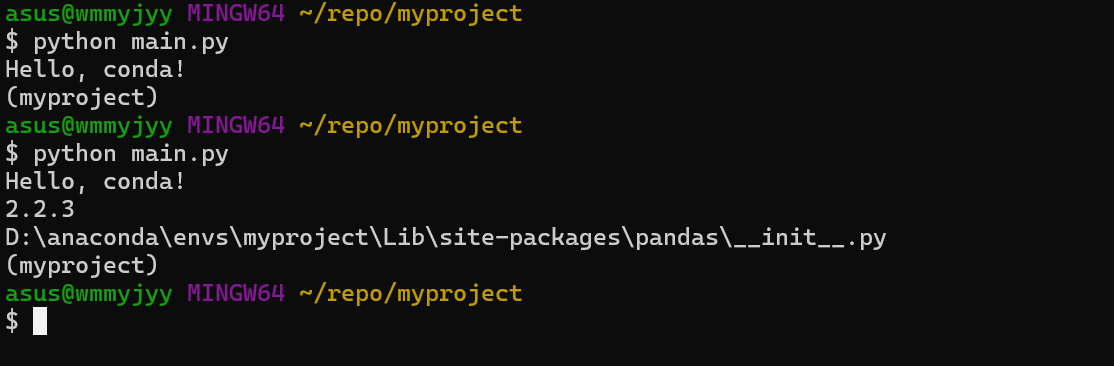 asus@wmmyjyy MINGW64 ~/repo/myproject
$ python main.py
Hello, conda!
(myproject)
asus@wmmyjyy MINGW64 ~/repo/myproject
$ python main.py
Hello, conda!
2.2.3
D:\anaconda\envs\myproject\Lib\site-packages\pandas\__init__.py
(myproject)
asus@wmmyjyy MINGW64 ~/repo/myproject
$